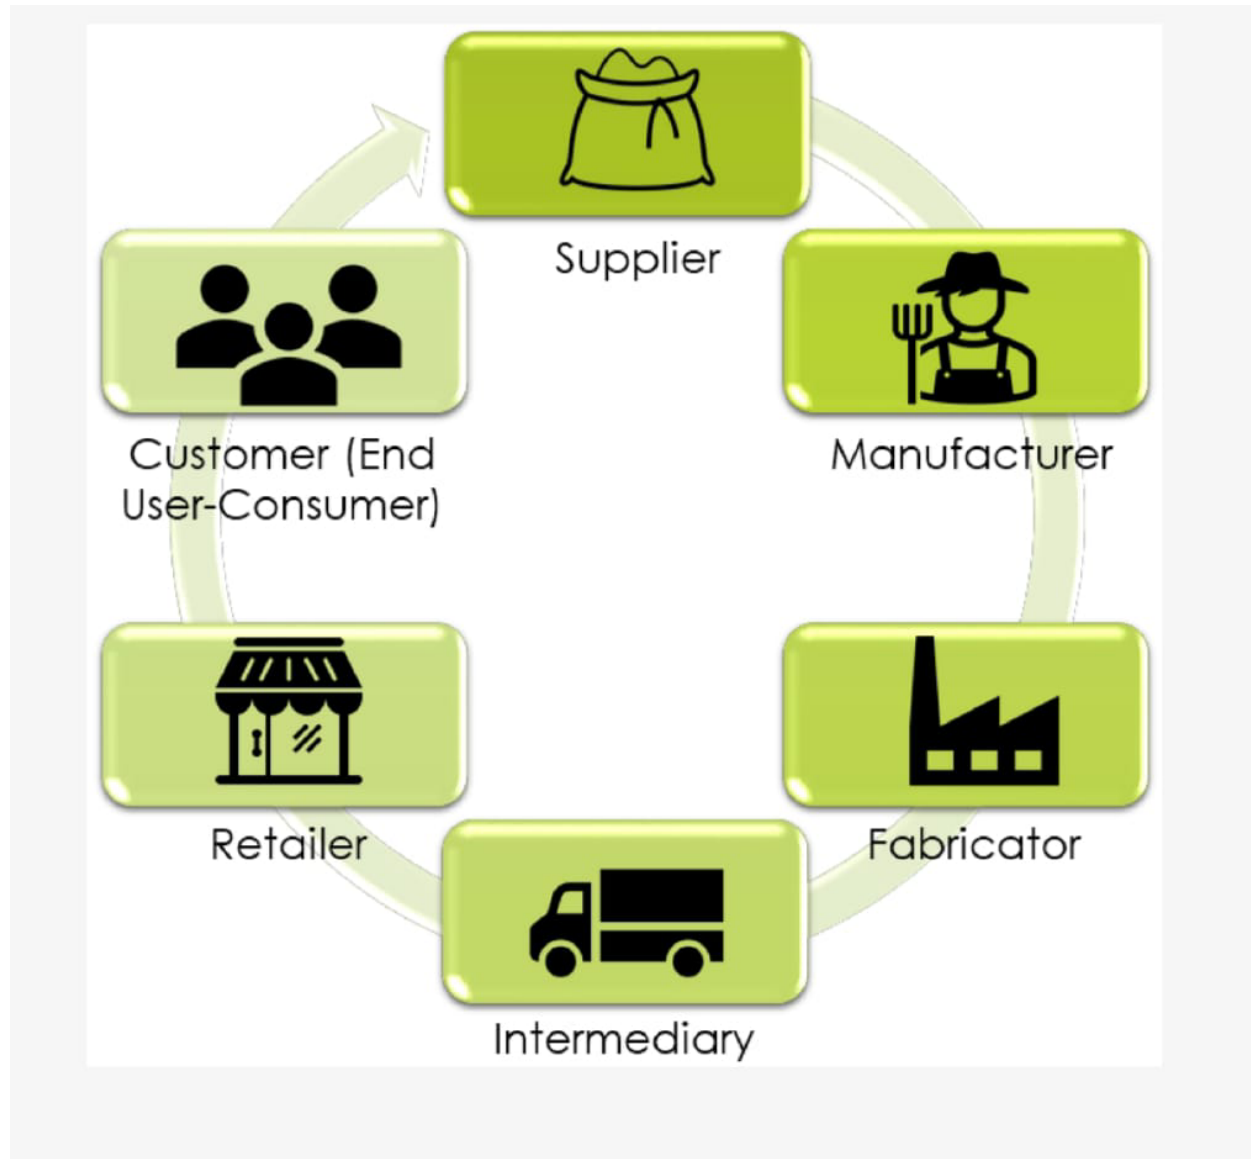 Supplier
Manufacturer
Fabricator
Intermediary
Retailer
Customer (End
User-Consumer)